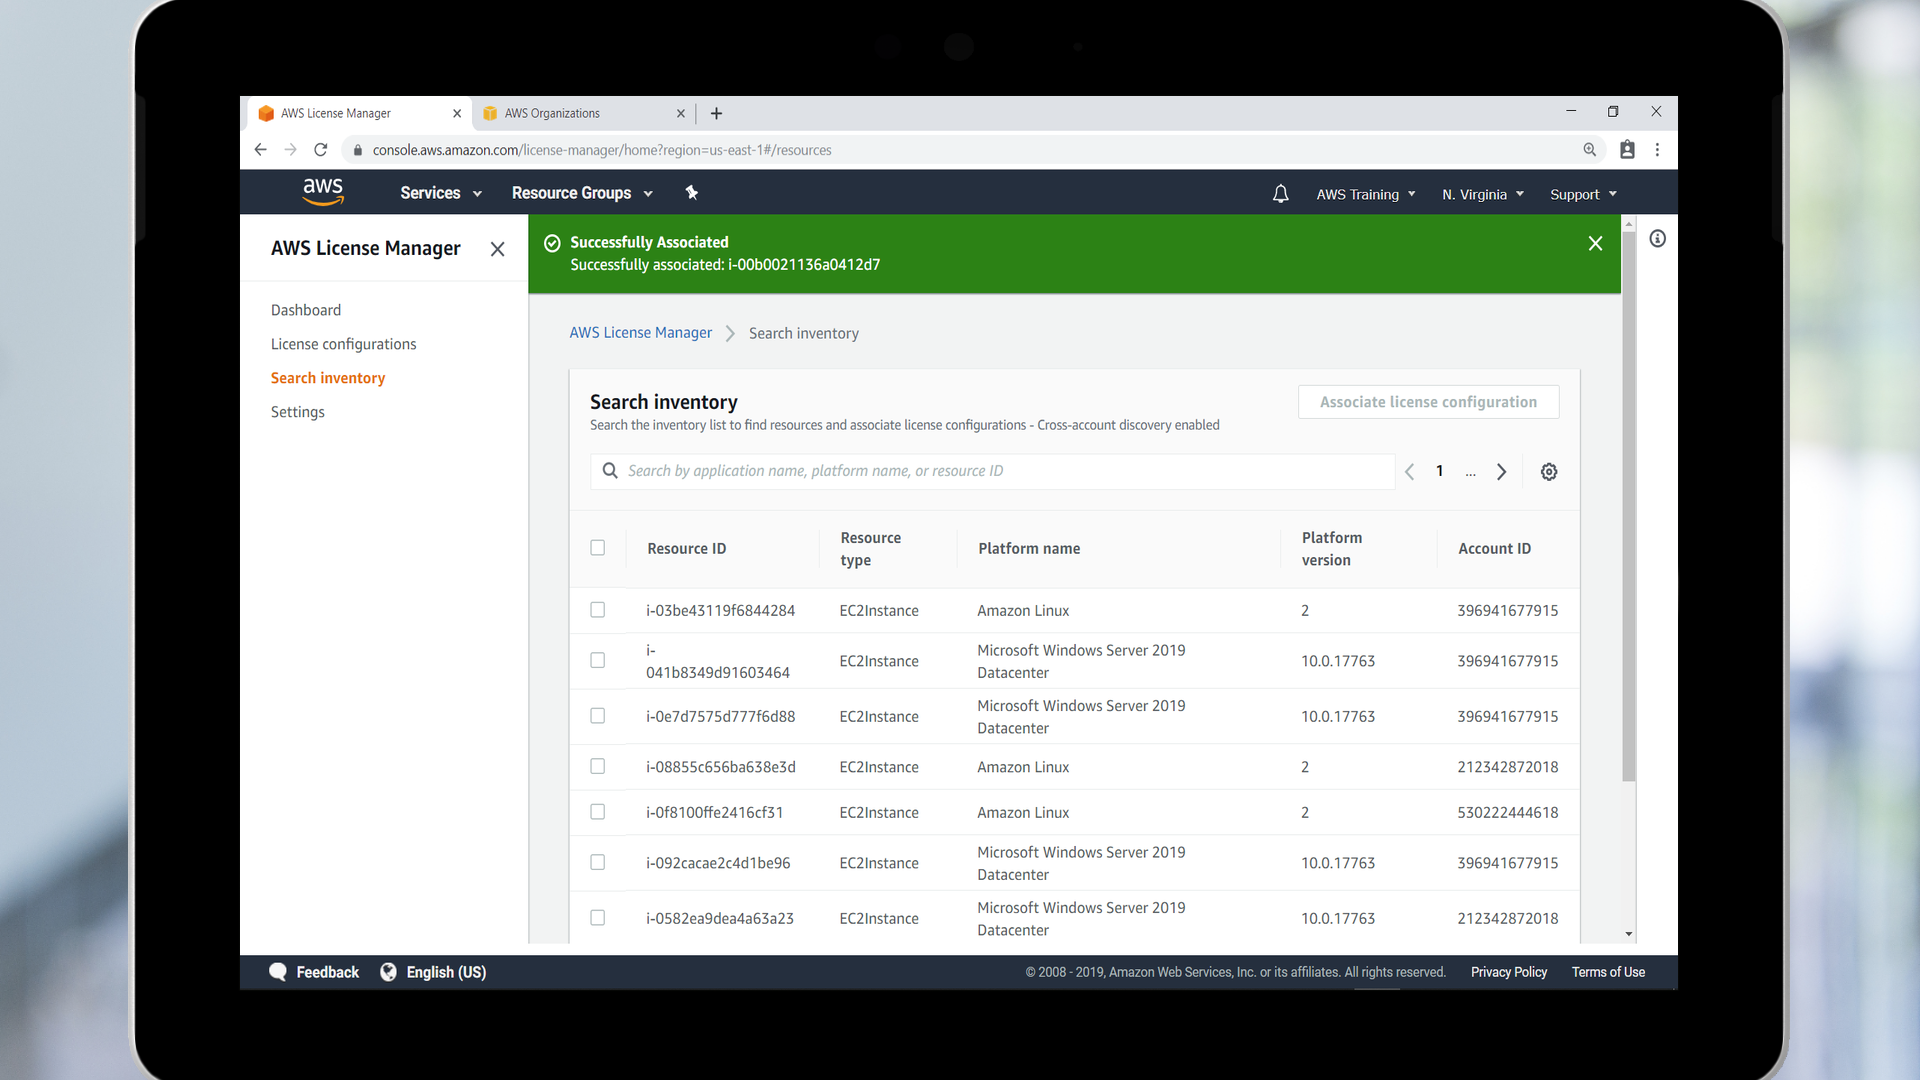 AWS License Manager
AWS Organizations
console.aws.amazon.com/license-manager/home?region=us-east-1#/resources
aws Services Resource Groups AWS Training N. Virginia Support
AWS License Manager
Dashboard
License configurations
Search inventory
Settings
Successfully Associated
Successfully associated: i-00b0021136a0412d7
AWS License Manager > Search inventory
Search inventory
Associate license configuration
Search the inventory list to find resources and associate license configurations - Cross-account discovery enabled
Search by application name, platform name, or resource ID
1 ...
Resource ID Resource type Platform name Platform version Account ID
i-03be43119f6844284 EC2Instance Amazon Linux 2 396941677915
i-041b8349d91603464 EC2Instance Microsoft Windows Server 2019 Datacenter 10.0.17763 396941677915
i-0e7d7575d777f6d88 EC2Instance Microsoft Windows Server 2019 Datacenter 10.0.17763 396941677915
i-08855c656ba638e3d EC2Instance Amazon Linux 2 212342872018
i-0f8100ffe2416cf31 EC2Instance Amazon Linux 2 530222444618
i-092cacae2c4d1be96 EC2Instance Microsoft Windows Server 2019 Datacenter 10.0.17763 396941677915
i-0582ea9dea4a63a23 EC2Instance Microsoft Windows Server 2019 Datacenter 10.0.17763 212342872018
Feedback English (US) © 2008 - 2019, Amazon Web Services, Inc. or its affiliates. All rights reserved. Privacy Policy Terms of Use